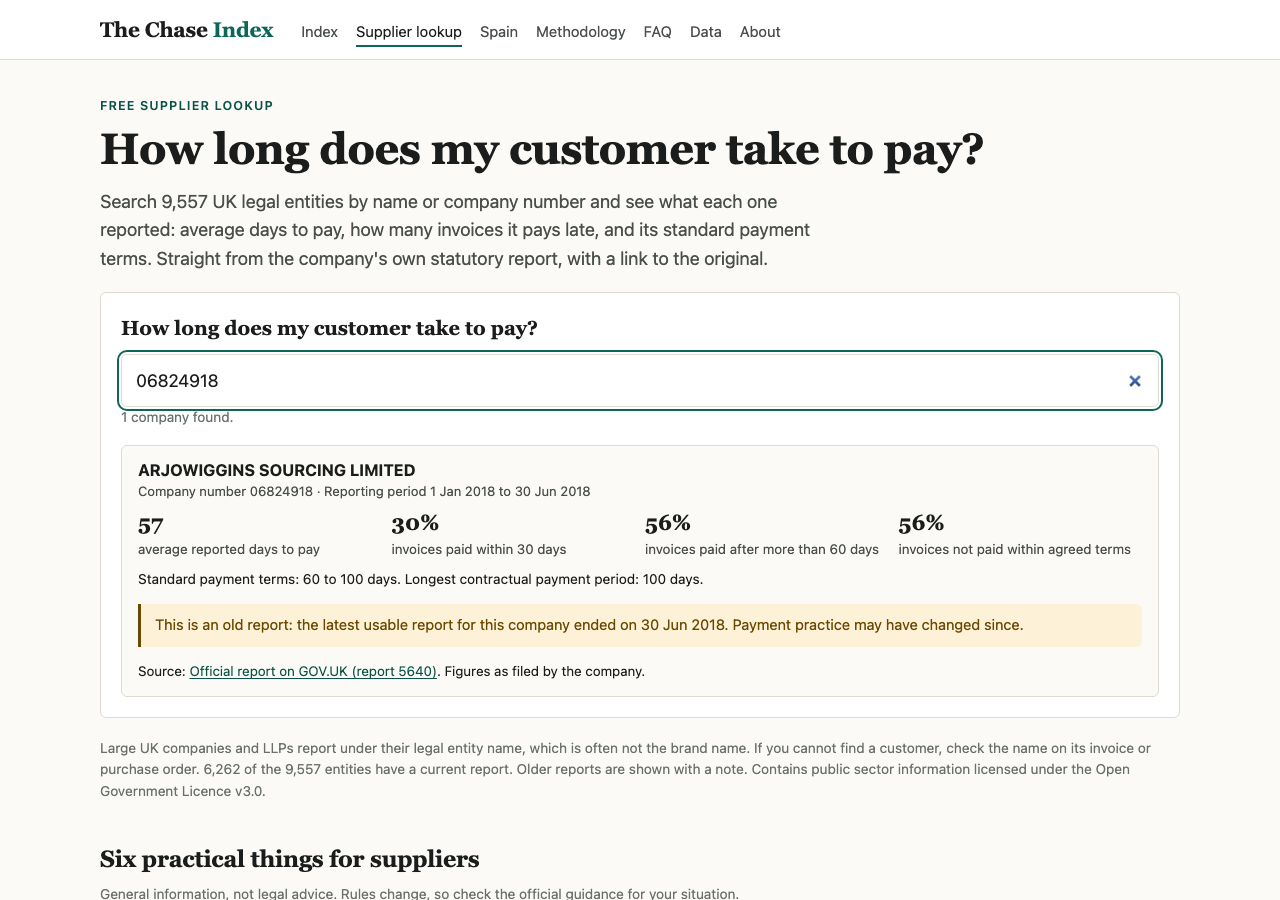 The Chase Index
Index
Supplier lookup
Spain
Methodology
FAQ
Data
About
FREE SUPPLIER LOOKUP
How long does my customer take to pay?
Search 9,557 UK legal entities by name or company number and see what each one
reported: average days to pay, how many invoices it pays late, and its standard payment
terms. Straight from the company's own statutory report, with a link to the original.
How long does my customer take to pay?
06824918
1 company found.
ARJOWIGGINS SOURCING LIMITED
Company number 06824918 · Reporting period 1 Jan 2018 to 30 Jun 2018
57
average reported days to pay
30%
invoices paid within 30 days
56%
invoices paid after more than 60 days
56%
invoices not paid within agreed terms
Standard payment terms: 60 to 100 days. Longest contractual payment period: 100 days.
This is an old report: the latest usable report for this company ended on 30 Jun 2018. Payment practice may have changed since.
Source: Official report on GOV.UK (report 5640). Figures as filed by the company.
Large UK companies and LLPs report under their legal entity name, which is often not the brand name. If you cannot find a customer, check the name on its invoice or
purchase order. 6,262 of the 9,557 entities have a current report. Older reports are shown with a note. Contains public sector information licensed under the Open
Government Licence v3.0.
Six practical things for suppliers
General information, not legal advice. Rules change, so check the official guidance for your situation.